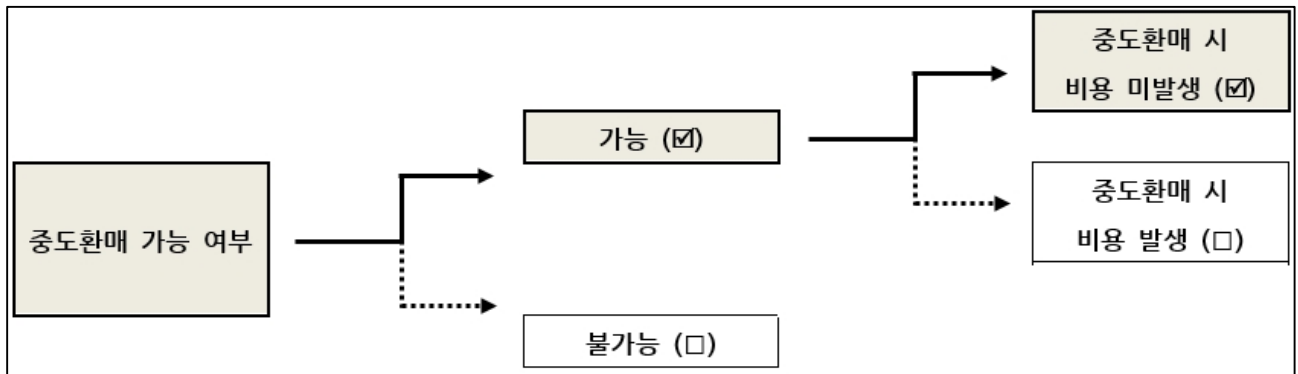 중도환매 가능 여부
가능 (☑)
불가능 (□)
중도환매 시
비용 미발생 (☑)
중도환매 시
비용 발생 (□)